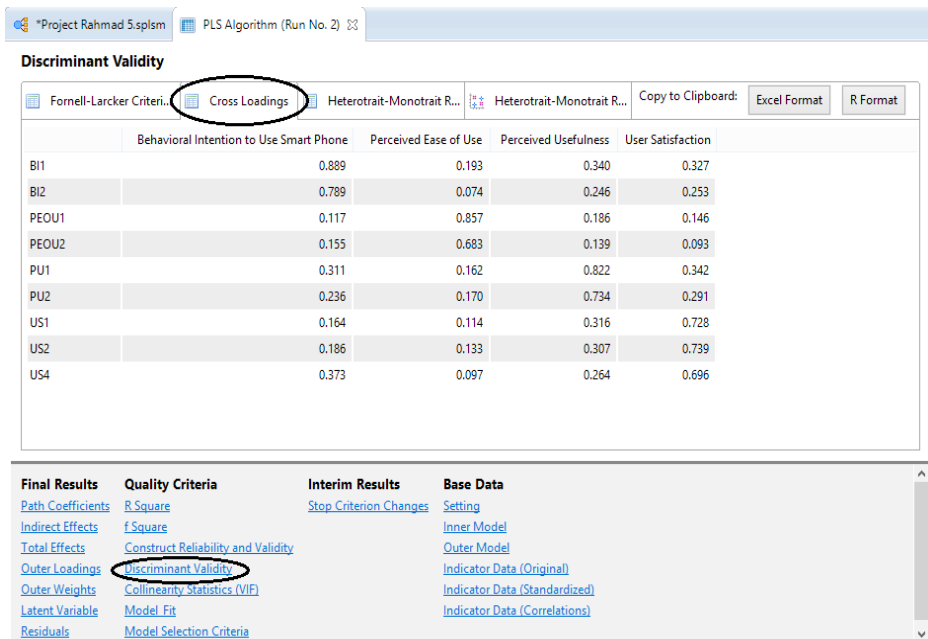 *Project Rahmad 5.splsm PLS Algorithm (Run No. 2)
Discriminant Validity
Fornell-Larcker Criteri... Cross Loadings Heterotrait-Monotrait R... Heterotrait-Monotrait R... Copy to Clipboard: Excel Format R Format
Behavioral Intention to Use Smart Phone Perceived Ease of Use Perceived Usefulness User Satisfaction
BI1 0.889 0.193 0.340 0.327
BI2 0.789 0.074 0.246 0.253
PEOU1 0.117 0.857 0.186 0.146
PEOU2 0.155 0.683 0.139 0.093
PU1 0.311 0.162 0.822 0.342
PU2 0.236 0.170 0.734 0.291
US1 0.164 0.114 0.316 0.728
US2 0.186 0.133 0.307 0.739
US4 0.373 0.097 0.264 0.696
Final Results Quality Criteria Interim Results Base Data
Path Coefficients R Square Stop Criterion Changes Setting
Indirect Effects f Square Inner Model
Total Effects Construct Reliability and Validity Outer Model
Outer Loadings Discriminant Validity Indicator Data (Original)
Outer Weights Collinearity Statistics (VIF) Indicator Data (Standardized)
Latent Variable Model_Fit Indicator Data (Correlations)
Residuals Model Selection Criteria